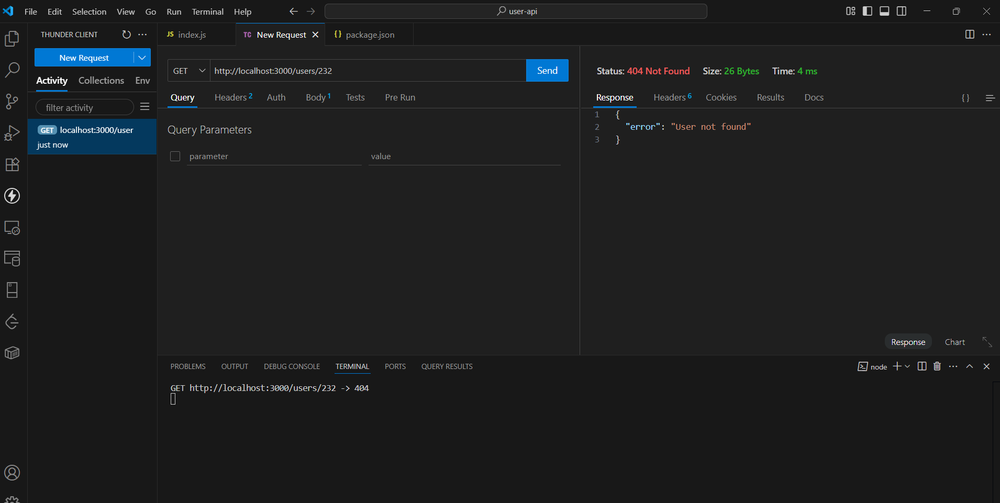 File Edit Selection View Go Run Terminal Help
user-api
THUNDER CLIENT
New Request
Activity Collections Env
filter activity
GET localhost:3000/user
just now
JS index.js
TC New Request
{} package.json
GET http://localhost:3000/users/232 Send
Query Headers 2 Auth Body 1 Tests Pre Run
Query Parameters
parameter value
Status: 404 Not Found Size: 26 Bytes Time: 4 ms
Response Headers 6 Cookies Results Docs {}
1 {
2 "error": "User not found"
3 }
Response Chart
PROBLEMS OUTPUT DEBUG CONSOLE TERMINAL PORTS QUERY RESULTS
node
GET http://localhost:3000/users/232 -> 404